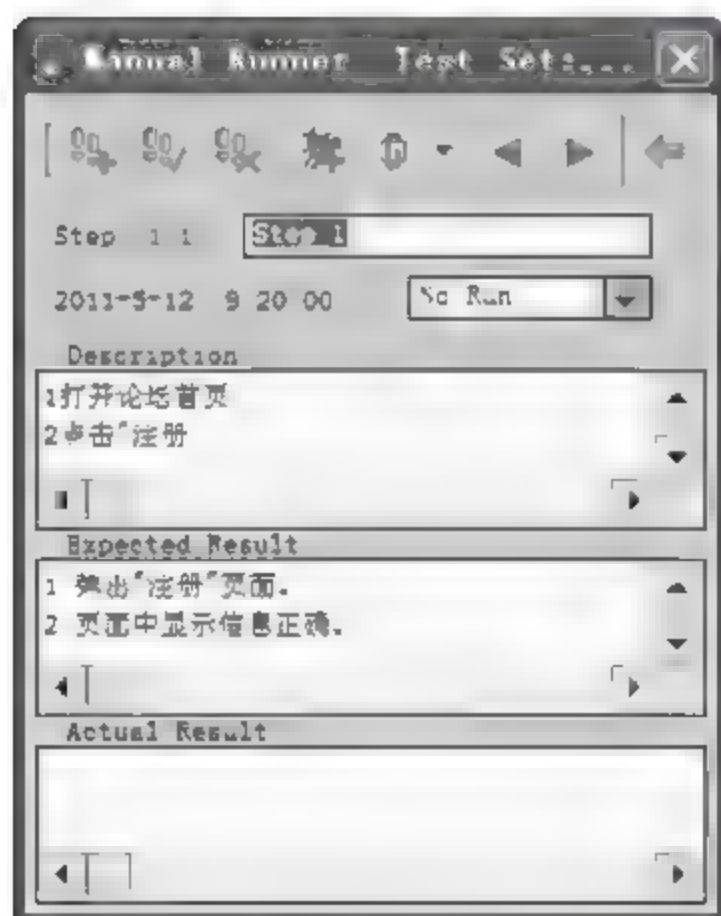 Manual Runner Test Set:...
Step 1 1 Step 1
2011-5-12 9 20 00 No Run
Description
1打开论坛首页
2点击"注册
Expected Result
1 弹出"注册"页面.
2 页面中显示信息正确.
Actual Result